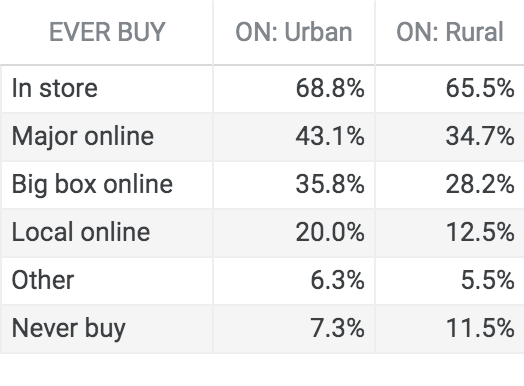 EVER BUY ON: Urban ON: Rural
In store 68.8% 65.5%
Major online 43.1% 34.7%
Big box online 35.8% 28.2%
Local online 20.0% 12.5%
Other 6.3% 5.5%
Never buy 7.3% 11.5%